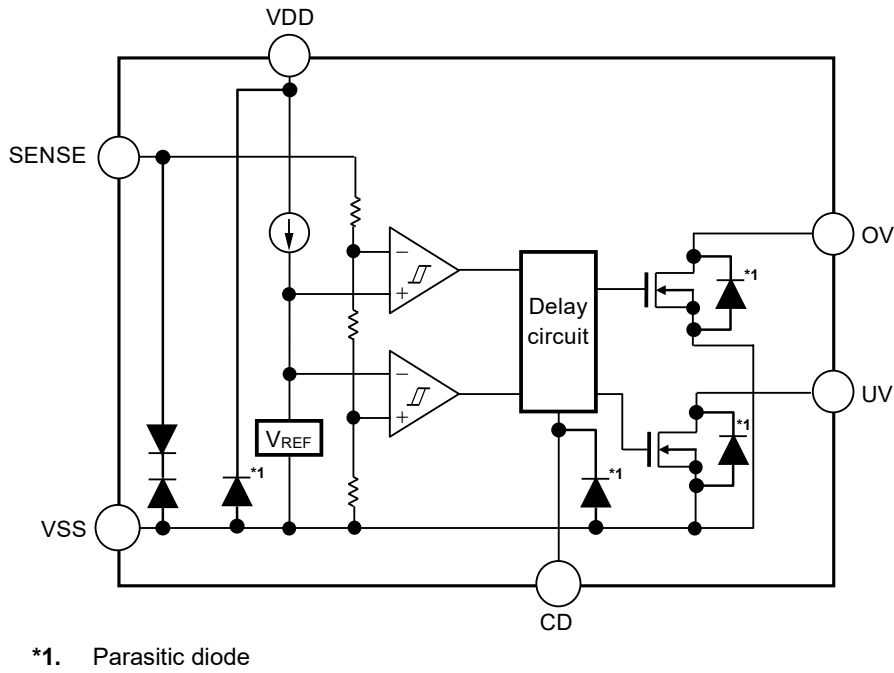 VDD
SENSE
OV
*1
Delay
circuit
UV
*1
VREF
*1
*1
VSS
CD
*1. Parasitic diode
−
+
−
+